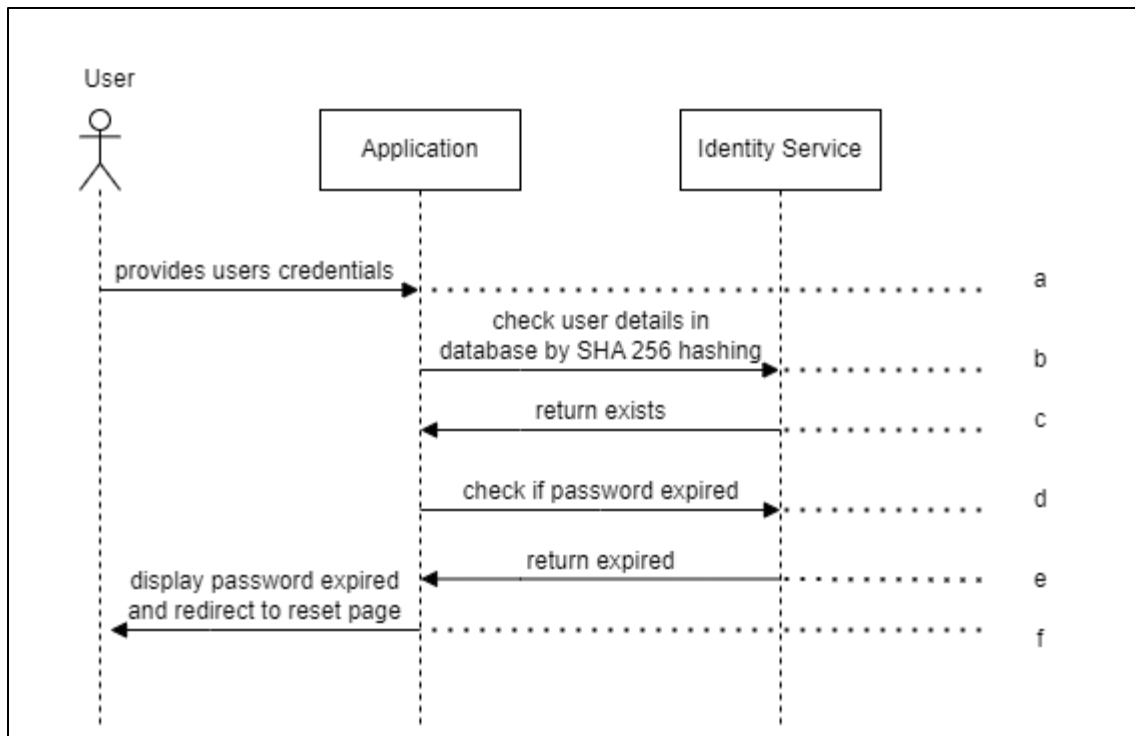 User
Application
Identity Service
provides users credentials
a
check user details in
database by SHA 256 hashing
b
return exists
c
check if password expired
d
return expired
e
display password expired
and redirect to reset page
f